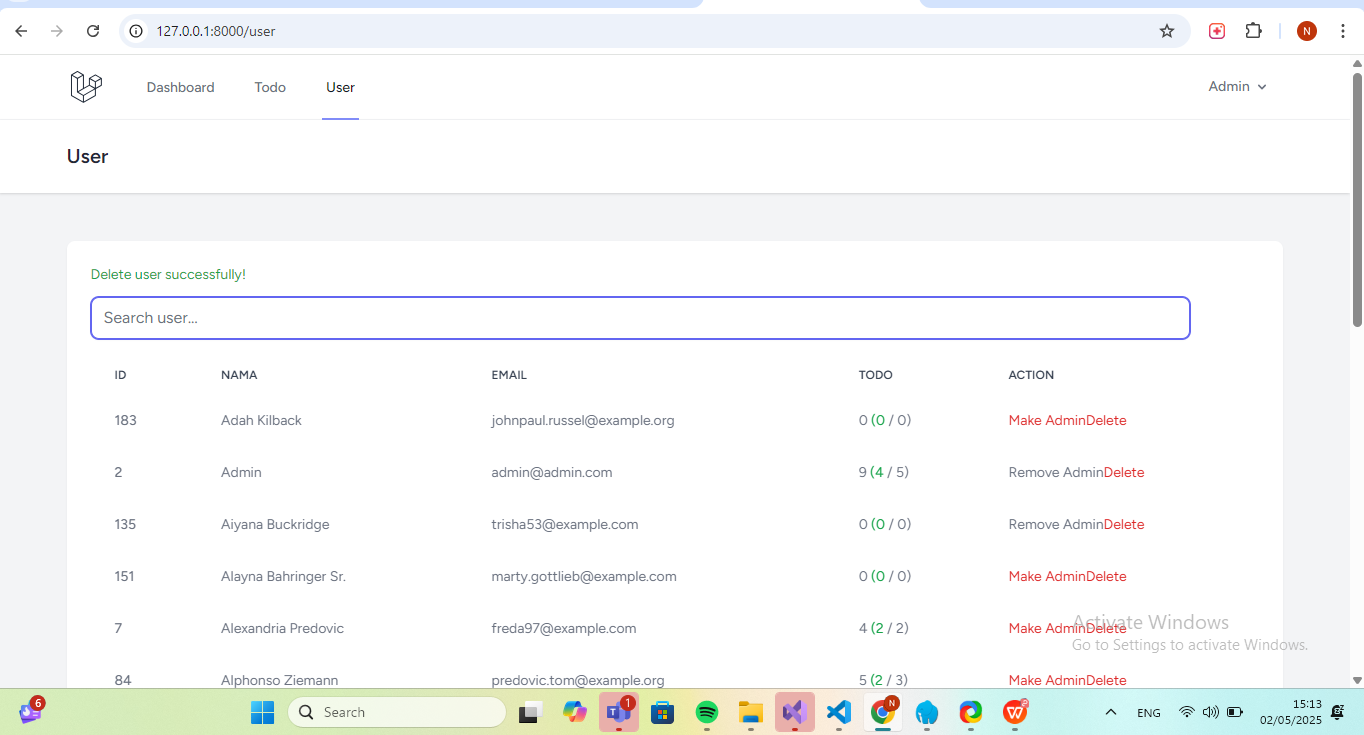 127.0.0.1:8000/user
N
Dashboard Todo User Admin
User
Delete user successfully!
Search user...
ID NAMA EMAIL TODO ACTION
183 Adah Kilback johnpaul.russel@example.org 0 (0 / 0) Make AdminDelete
2 Admin admin@admin.com 9 (4 / 5) Remove AdminDelete
135 Aiyana Buckridge trisha53@example.com 0 (0 / 0) Remove AdminDelete
151 Alayna Bahringer Sr. marty.gottlieb@example.com 0 (0 / 0) Make AdminDelete
7 Alexandria Predovic freda97@example.com 4 (2 / 2) Make AdminDelete
Activate Windows
Go to Settings to activate Windows.
84 Alphonso Ziemann predovic.tom@example.org 5 (2 / 3) Make AdminDelete
6 Search 1 N ENG 15:13
02/05/2025